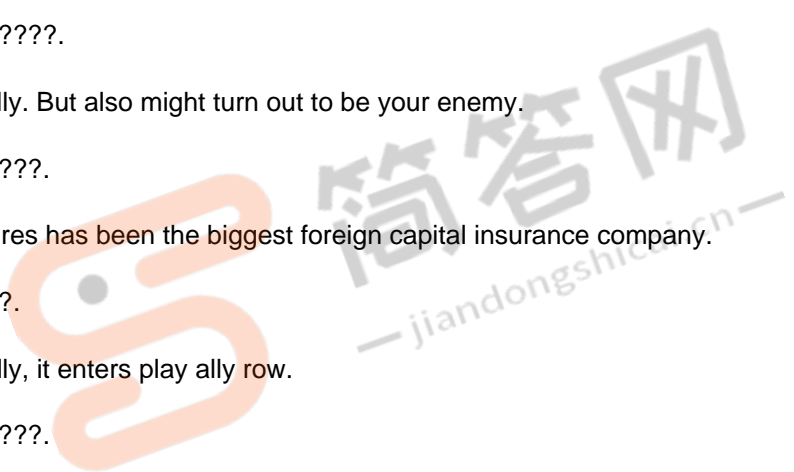 ????.
lly. But also might turn out to be your enemy.
???.
res has been the biggest foreign capital insurance company.
?.
lly, it enters play ally row.
???.
简答网
— jiandongshicai.cn —